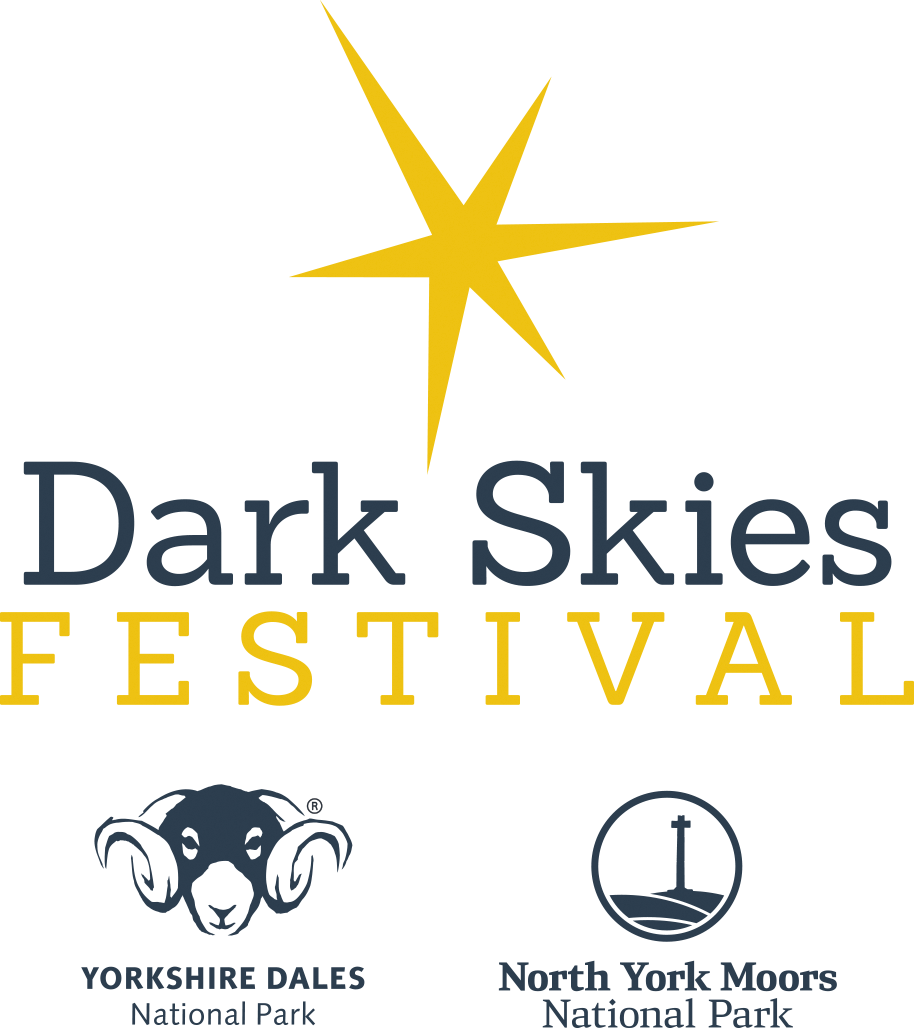 Dark Skies
FESTIVAL
®
YORKSHIRE DALES
National Park
North York Moors
National Park